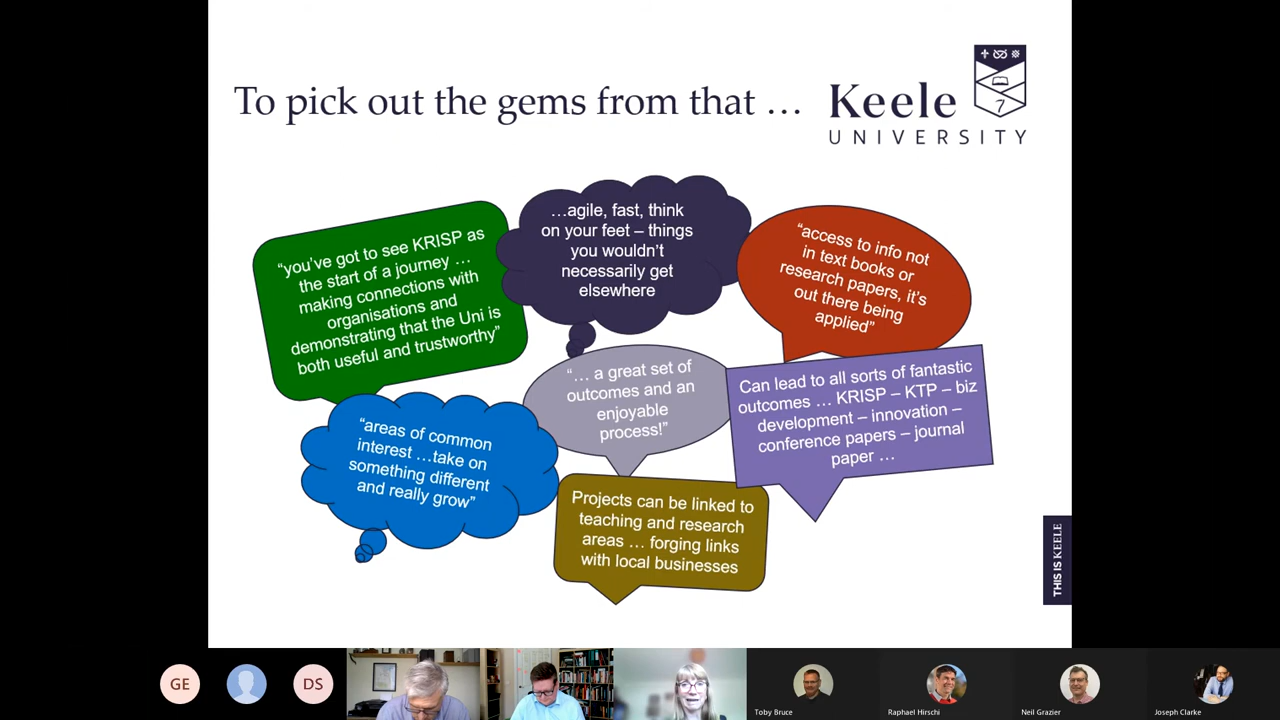 To pick out the gems from that …
Keele
UNIVERSITY
“you’ve got to see KRISP as
the start of a journey …
making connections with
organisations and
demonstrating that the Uni is
both useful and trustworthy”
…agile, fast, think
on your feet – things
you wouldn’t
necessarily get
elsewhere
“access to info not
in text books or
research papers, it’s
out there being
applied”
“… a great set of
outcomes and an
enjoyable
process!”
Can lead to all sorts of fantastic
outcomes … KRISP – KTP – biz
development – innovation –
conference papers – journal
paper …
“areas of common
interest …take on
something different
and really grow”
Projects can be linked to
teaching and research
areas … forging links
with local businesses
THIS IS KEELE
GE
DS
Toby Bruce
Raphael Hirschi
Neil Grazier
Joseph Clarke